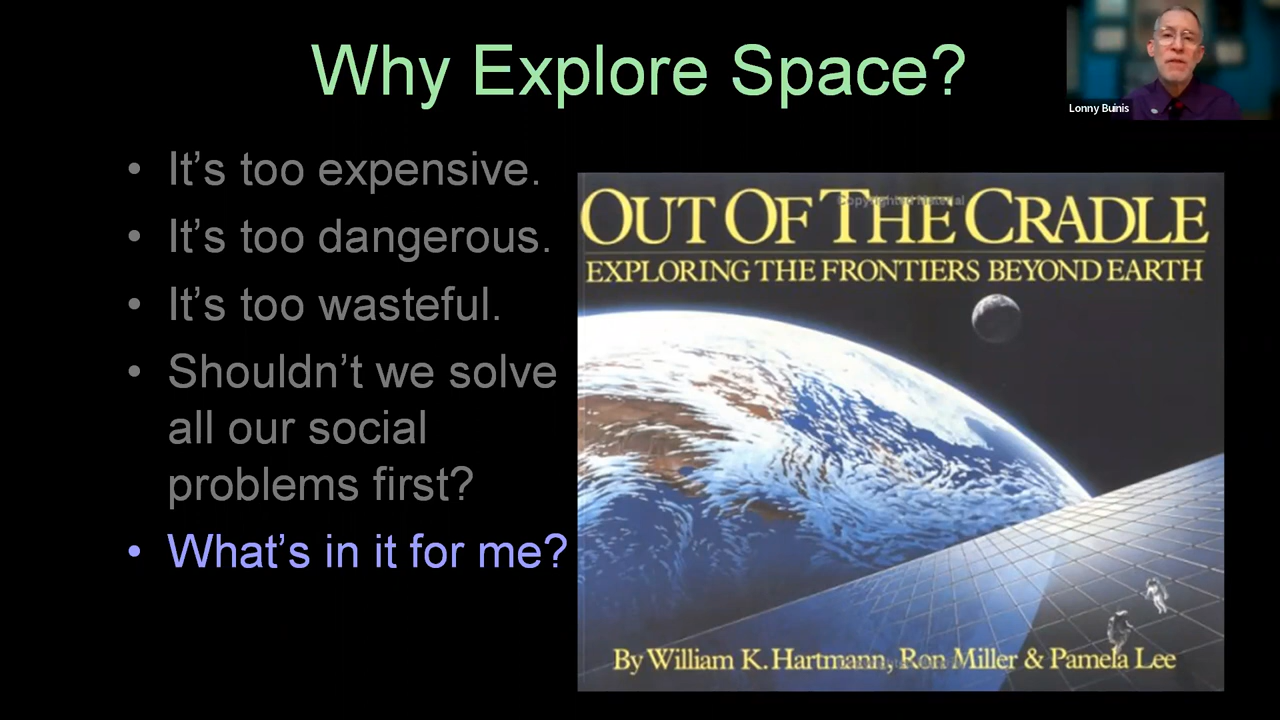 Why Explore Space?
Lonny Buinis
• It's too expensive.
• It's too dangerous.
• It's too wasteful.
• Shouldn't we solve
all our social
problems first?
• What's in it for me?
Copyrighted Material
OUT OF THE CRADLE
EXPLORING THE FRONTIERS BEYOND EARTH
By William K. Hartmann, Ron Miller & Pamela Lee